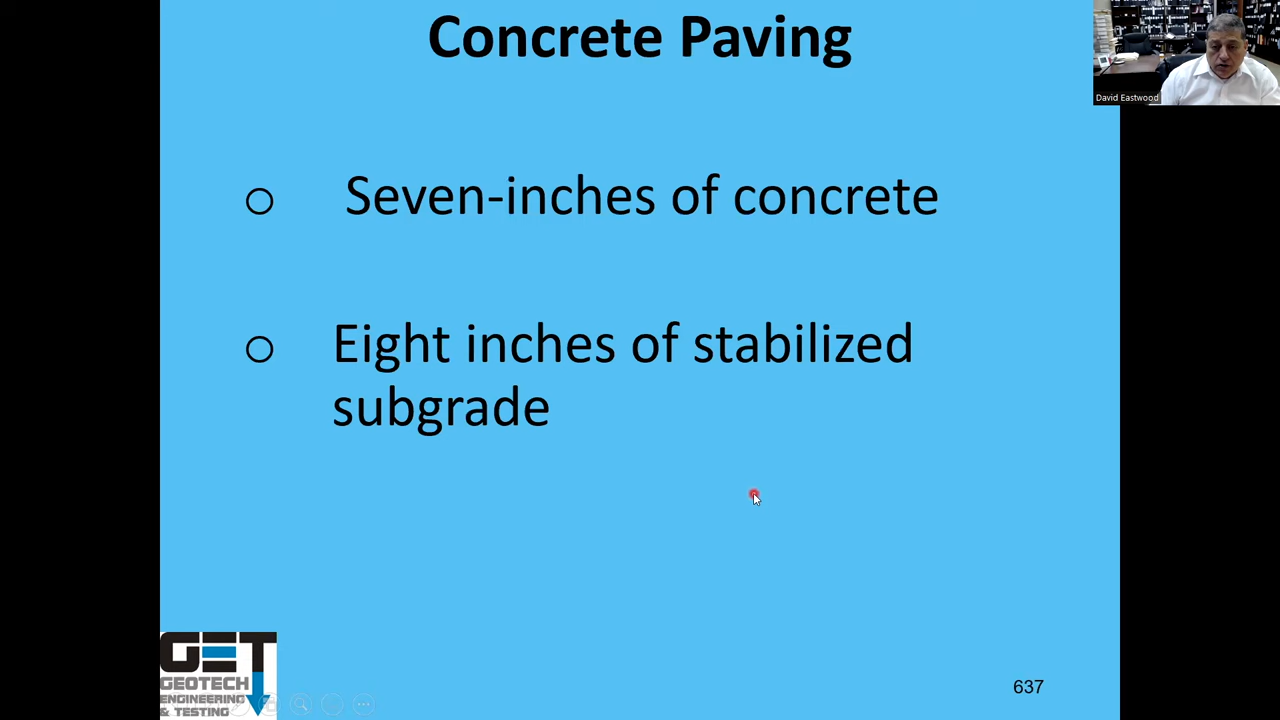 Concrete Paving
David Eastwood
o Seven-inches of concrete
o Eight inches of stabilized
subgrade
GET
GEOTECH
ENGINEERING
& TESTING
637